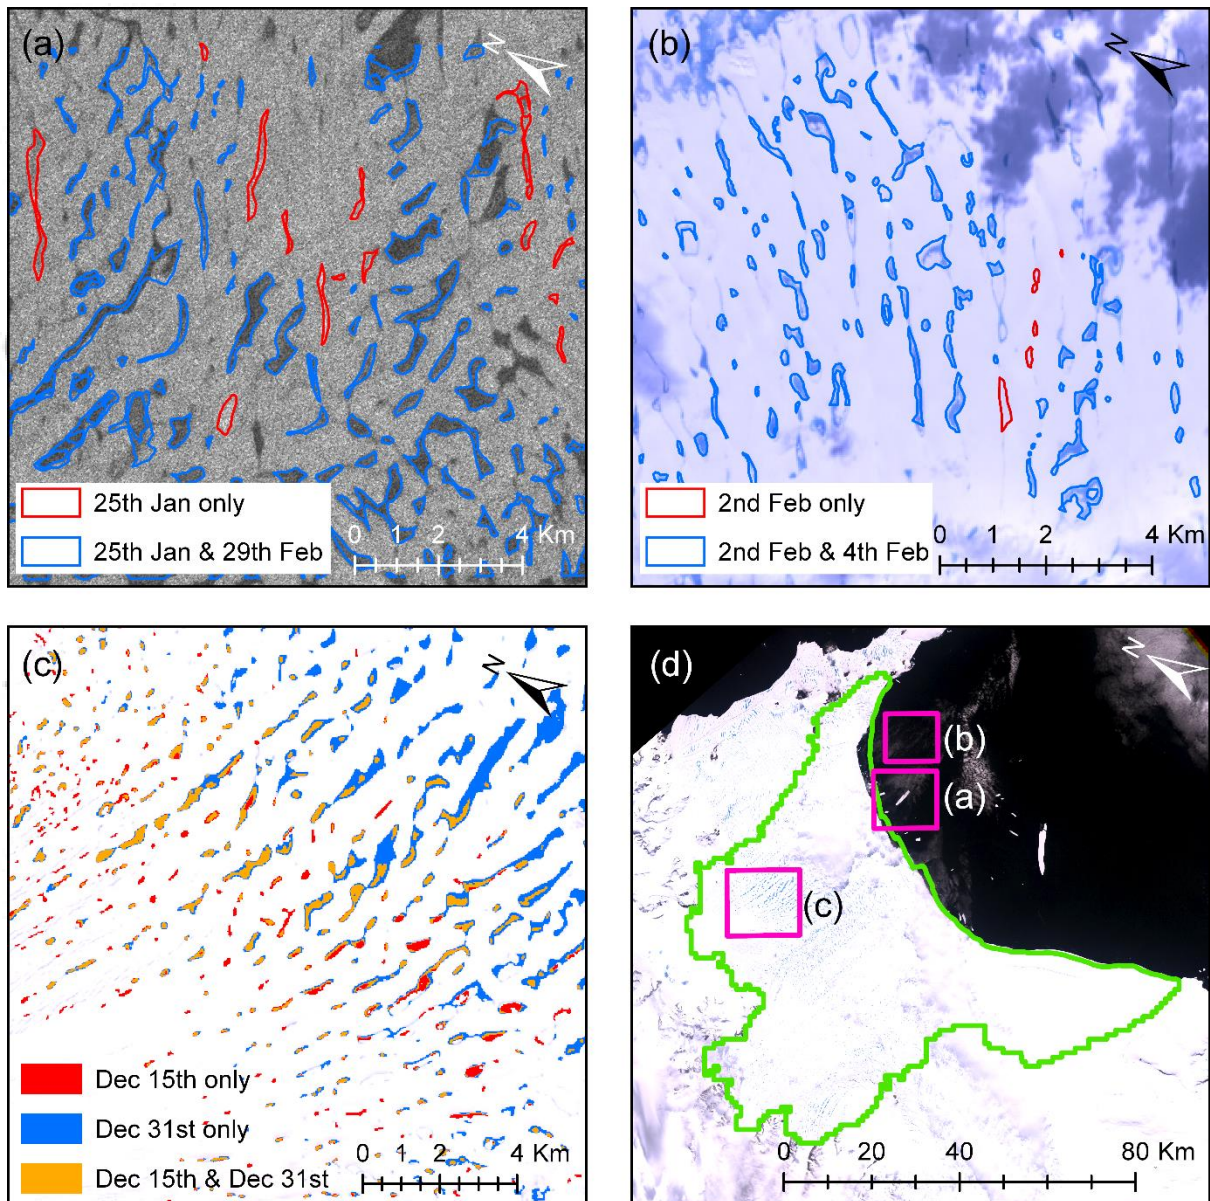 (a)
N
25th Jan only
25th Jan & 29th Feb
0 1 2 4 Km
(b)
N
2nd Feb only
2nd Feb & 4th Feb
0 1 2 4 Km
(c)
N
Dec 15th only
Dec 31st only
Dec 15th & Dec 31st
0 1 2 4 Km
(d)
N
(b)
(a)
(c)
0 20 40 80 Km